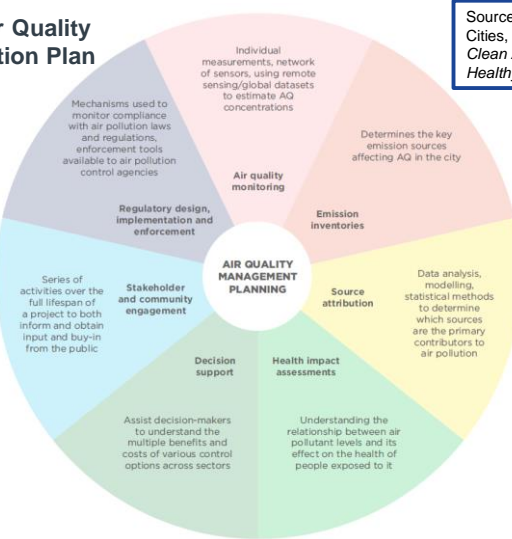 r Quality
tion Plan
Source
Cities,
Clean
Healthy
Individual
measurements, network
of sensors, using remote
sensing/global datasets
to estimate AQ
concentrations
Air quality
monitoring
Determines the key
emission sources
affecting AQ in the city
Emission
inventories
Data analysis,
modelling,
statistical methods
to determine
which sources
are the primary
contributors to
air pollution
Source
attribution
Understanding the
relationship between air
pollutant levels and its
effect on the health of
people exposed to it
Health impact
assessments
Assist decision-makers
to understand the
multiple benefits and
costs of various control
options across sectors
Decision
support
Series of
activities over the
full lifespan of
a project to both
inform and obtain
input and buy-in
from the public
Stakeholder
and community
engagement
Mechanisms used to
monitor compliance
with air pollution laws
and regulations,
enforcement tools
available to air pollution
control agencies
Regulatory design,
implementation and
enforcement
AIR QUALITY
MANAGEMENT
PLANNING